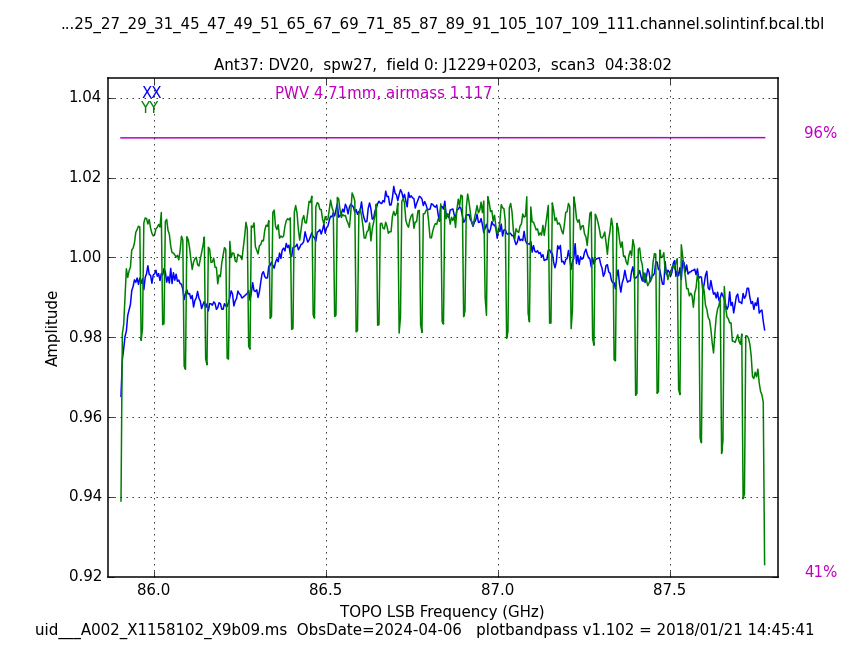 ...25_27_29_31_45_47_49_51_65_67_69_71_85_87_89_91_105_107_109_111.channel.solintinf.bcal.tbl
Ant37: DV20,  spw27,  field 0: J1229+0203,  scan3  04:38:02
XX
YY
PWV 4.71mm, airmass 1.117
96%
41%
1.04
1.02
1.00
0.98
0.96
0.94
0.92
Amplitude
86.0 86.5 87.0 87.5
TOPO LSB Frequency (GHz)
uid___A002_X1158102_X9b09.ms  ObsDate=2024-04-06   plotbandpass v1.102 = 2018/01/21 14:45:41